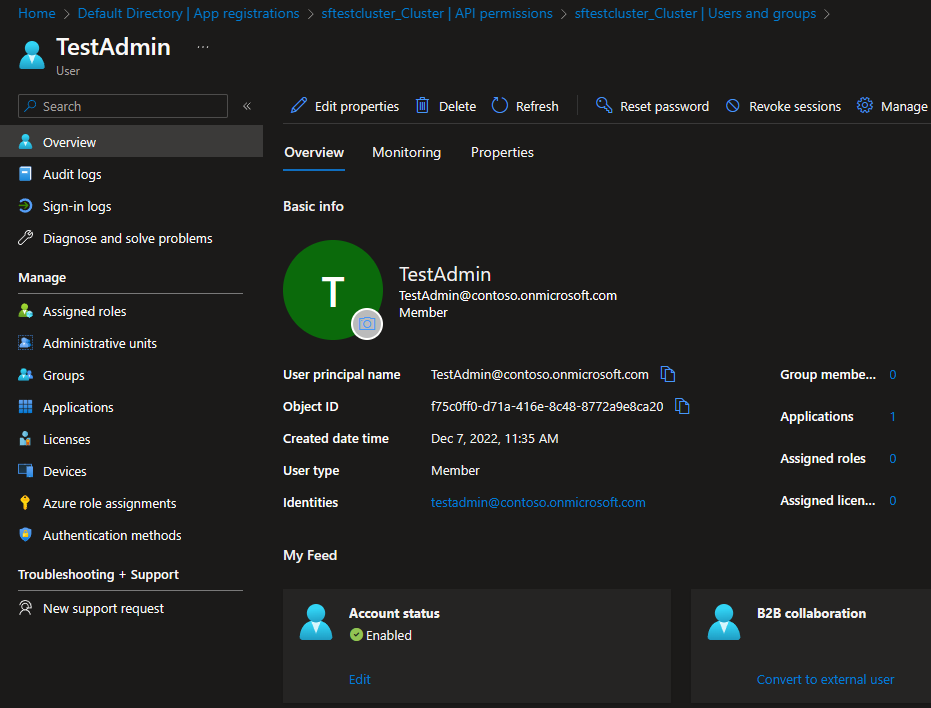 Home > Default Directory | App registrations > sftestcluster_Cluster | API permissions > sftestcluster_Cluster | Users and groups >
TestAdmin ...
User
Search «
Overview
Audit logs
Sign-in logs
Diagnose and solve problems
Manage
Assigned roles
Administrative units
Groups
Applications
Licenses
Devices
Azure role assignments
Authentication methods
Troubleshooting + Support
New support request
Edit properties Delete Refresh Reset password Revoke sessions Manage
Overview Monitoring Properties
Basic info
T
TestAdmin
TestAdmin@contoso.onmicrosoft.com
Member
User principal name TestAdmin@contoso.onmicrosoft.com
Object ID f75c0ff0-d71a-416e-8c48-8772a9e8ca20
Created date time Dec 7, 2022, 11:35 AM
User type Member
Identities testadmin@contoso.onmicrosoft.com
Group membe... 0
Applications 1
Assigned roles 0
Assigned licen... 0
My Feed
Account status
Enabled
Edit
B2B collaboration
Convert to external user